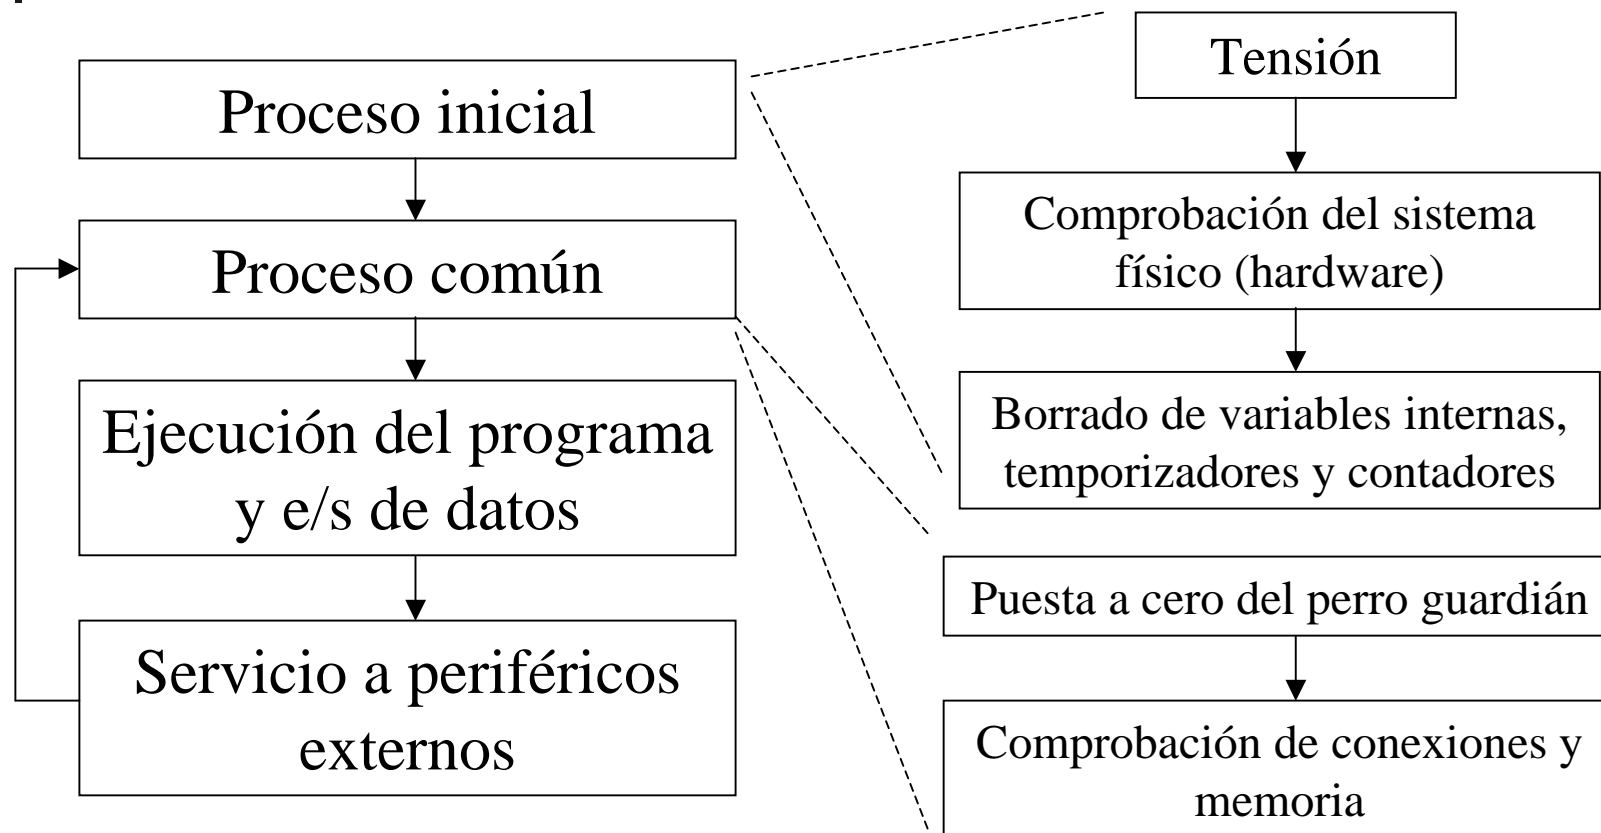 Proceso inicial
Proceso común
Ejecución del programa
y e/s de datos
Servicio a periféricos
externos
Tensión
Comprobación del sistema
físico (hardware)
Borrado de variables internas,
temporizadores y contadores
Puesta a cero del perro guardián
Comprobación de conexiones y
memoria